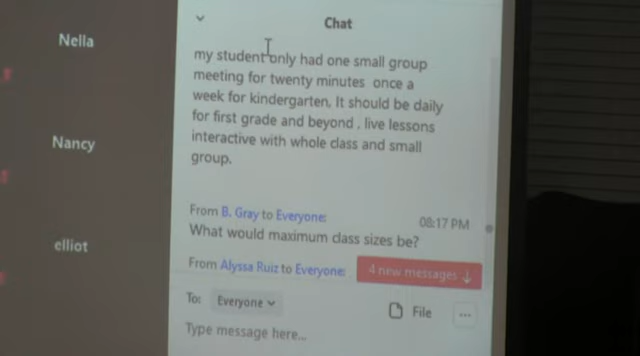 Chat
Nella
my student only had one small group
meeting for twenty minutes once a
week for kindergarten, It should be daily
for first grade and beyond , live lessons
interactive with whole class and small
group.
Nancy
From B. Gray to Everyone:
08:17 PM
What would maximum class sizes be?
elliot
From Alyssa Ruiz to Everyone:
4 new messages ↓
To: Everyone
File
...
Type message here...